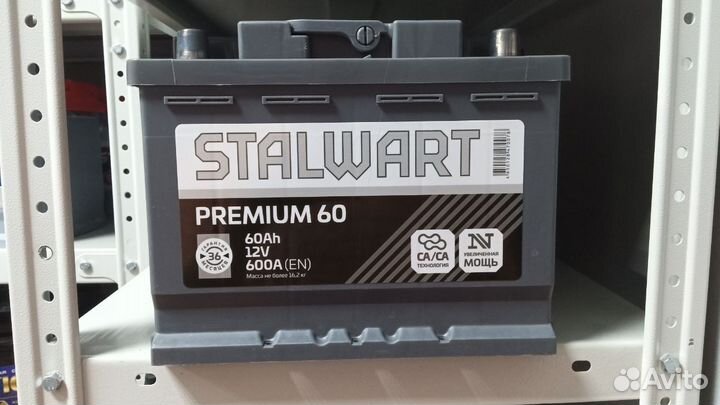 STALWART
PREMIUM 60
60Ah
12V
600A (EN)
Масса не более 16,2 кг
ГАРАНТИЯ
36
МЕСЯЦЕВ
CA/CA
ТЕХНОЛОГИЯ
УВЕЛИЧЕННАЯ
МОЩЬ
Avito